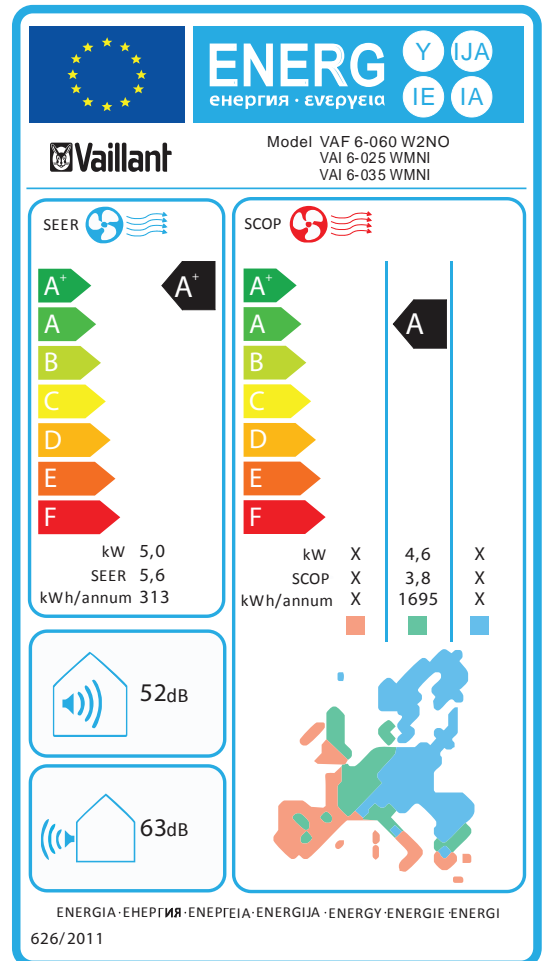 ENERG
енергия · ενεργεια
Y IJA
IE IA
Vaillant
Model VAF 6-060 W2NO
VAI 6-025 WMNI
VAI 6-035 WMNI
SEER
A+
A+
A
B
C
D
E
F
kW 5,0
SEER 5,6
kWh/annum 313
SCOP
A+
A
A
B
C
D
E
F
kW X 4,6 X
SCOP X 3,8 X
kWh/annum X 1695 X
52dB
63dB
ENERGIA·ЕНЕРГИЯ·ΕΝΕΡΓΕΙΑ·ENERGIJA·ENERGY·ENERGIE·ENERGI
626/2011